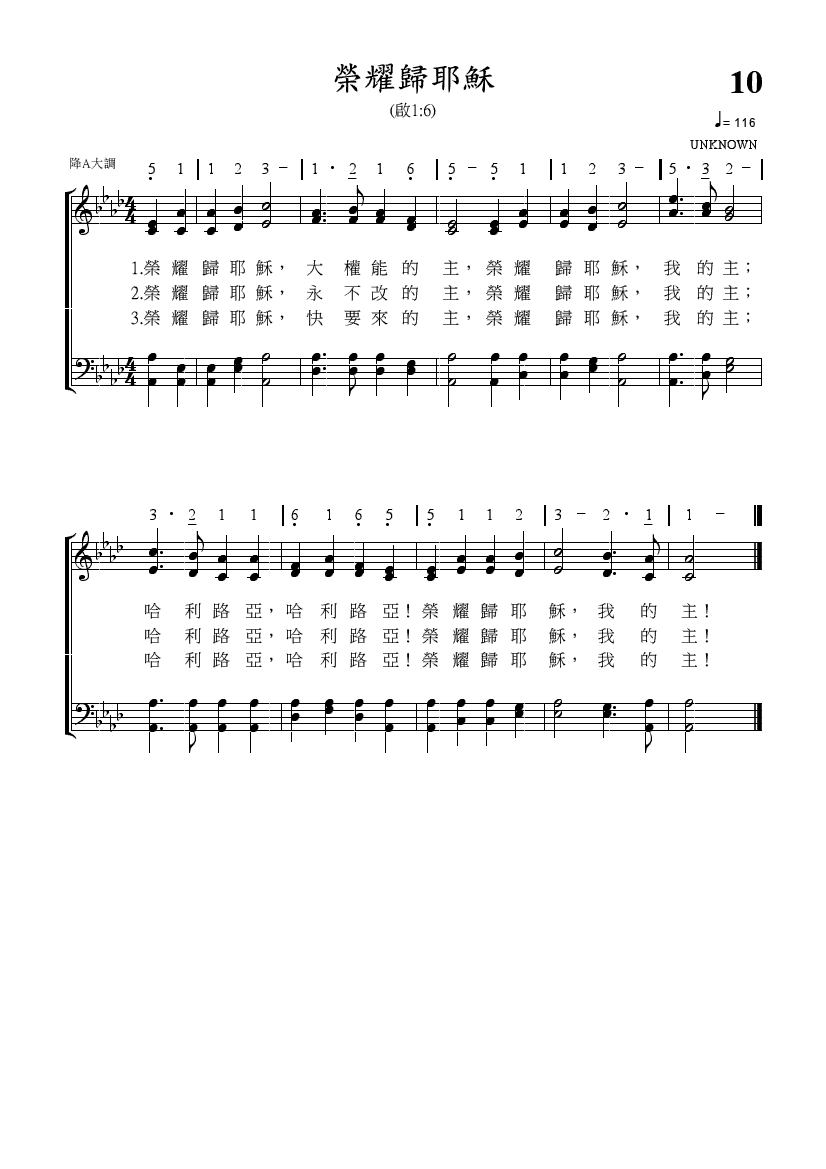 榮耀歸耶穌
10
(啟1:6)
♩= 116
UNKNOWN
降A大調
5̣ 1 | 1 2 3 – | 1 · 2 1 6̣ | 5̣ – 5̣ 1 | 1 2 3 – | 5 · 3 2 – |
1.榮耀歸耶穌，大權能的主，榮耀歸耶穌，我的主；
2.榮耀歸耶穌，永不改的主，榮耀歸耶穌，我的主；
3.榮耀歸耶穌，快要來的主，榮耀歸耶穌，我的主；
3 · 2 1 1 | 6̣ 1 6̣ 5̣ | 5̣ 1 1 2 | 3 – 2 · 1 | 1 –
哈利路亞，哈利路亞！榮耀歸耶穌，我的主！
哈利路亞，哈利路亞！榮耀歸耶穌，我的主！
哈利路亞，哈利路亞！榮耀歸耶穌，我的主！